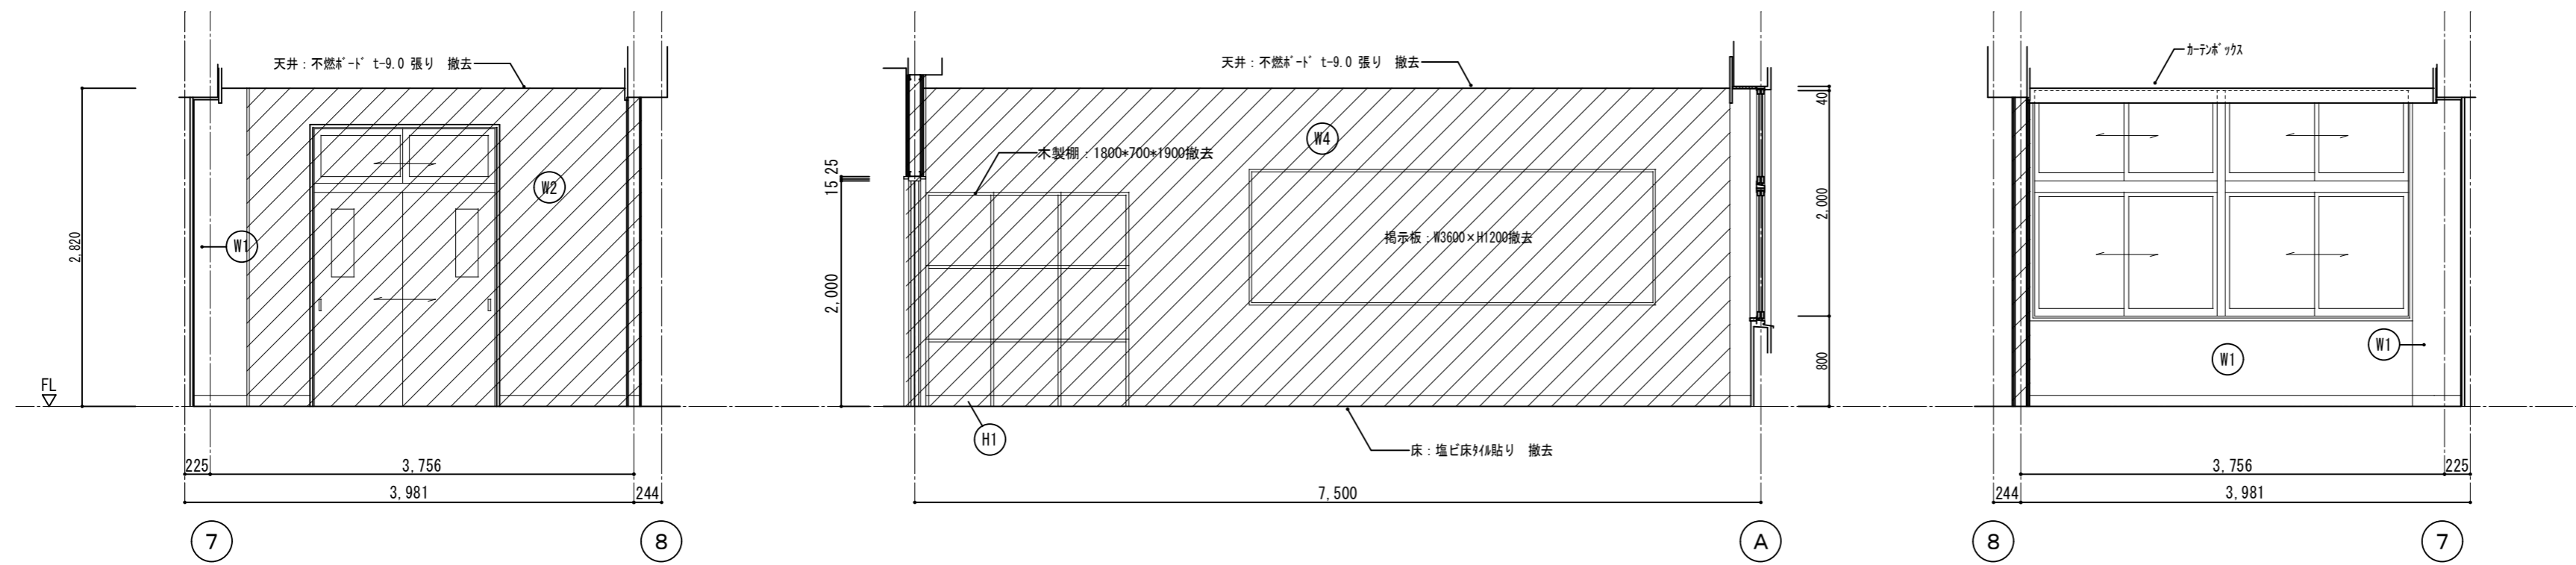 天井：不燃ﾎﾞｰﾄﾞ t-9.0 張り　撤去
W2
W1
2,820
FL
225
3,756
3,981
244
7
8
天井：不燃ﾎﾞｰﾄﾞ t-9.0 張り　撤去
W4
木製棚：1800*700*1900撤去
掲示板：W3600×H1200撤去
15 25
2,000
40
2,000
800
H1
床：塩ビ床ﾀｲﾙ貼り　撤去
7,500
A
ｶｰﾃﾝﾎﾞｯｸｽ
W1
W1
3,756
225
244
3,981
8
7